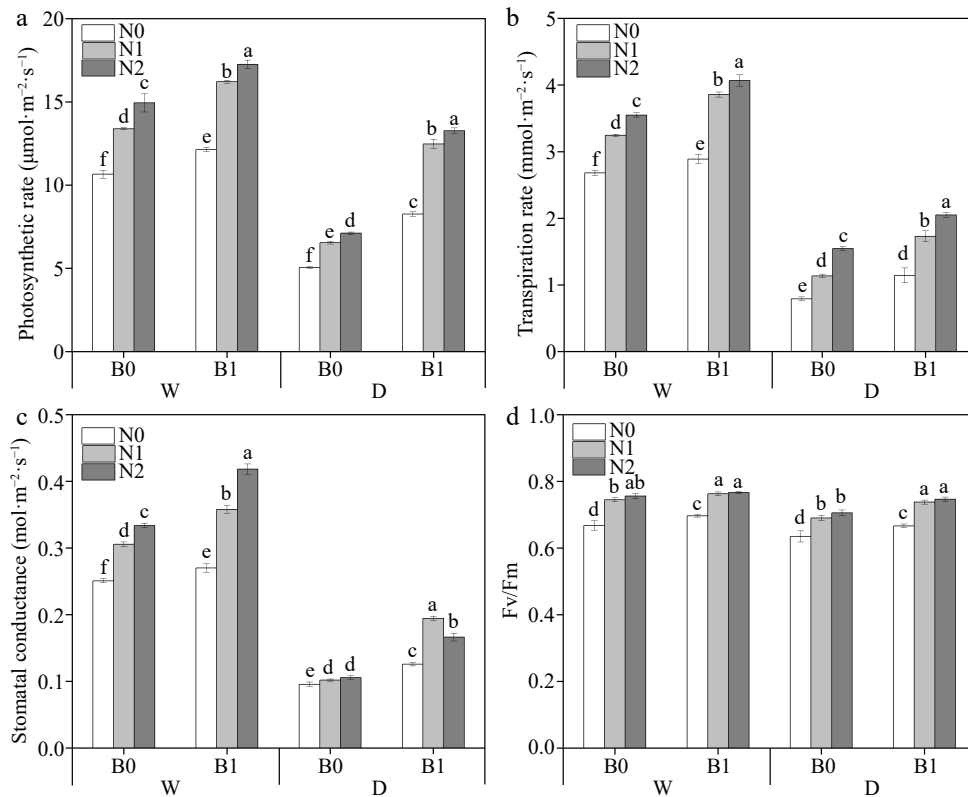 a
Photosynthetic rate (μmol·m⁻²·s⁻¹)
20
15
10
5
0
N0
N1
N2
f d c e b a f e d c b a
B0 B1 B0 B1
W D
b
Transpiration rate (mmol·m⁻²·s⁻¹)
5
4
3
2
1
0
N0
N1
N2
f d c e b a e d c d b a
B0 B1 B0 B1
W D
c
Stomatal conductance (mol·m⁻²·s⁻¹)
0.5
0.4
0.3
0.2
0.1
0.0
N0
N1
N2
f d c e b a e d d c a b
B0 B1 B0 B1
W D
d
Fv/Fm
1.0
0.8
0.6
0.4
0.2
0.0
N0
N1
N2
d b ab c a a d b b c a a
B0 B1 B0 B1
W D